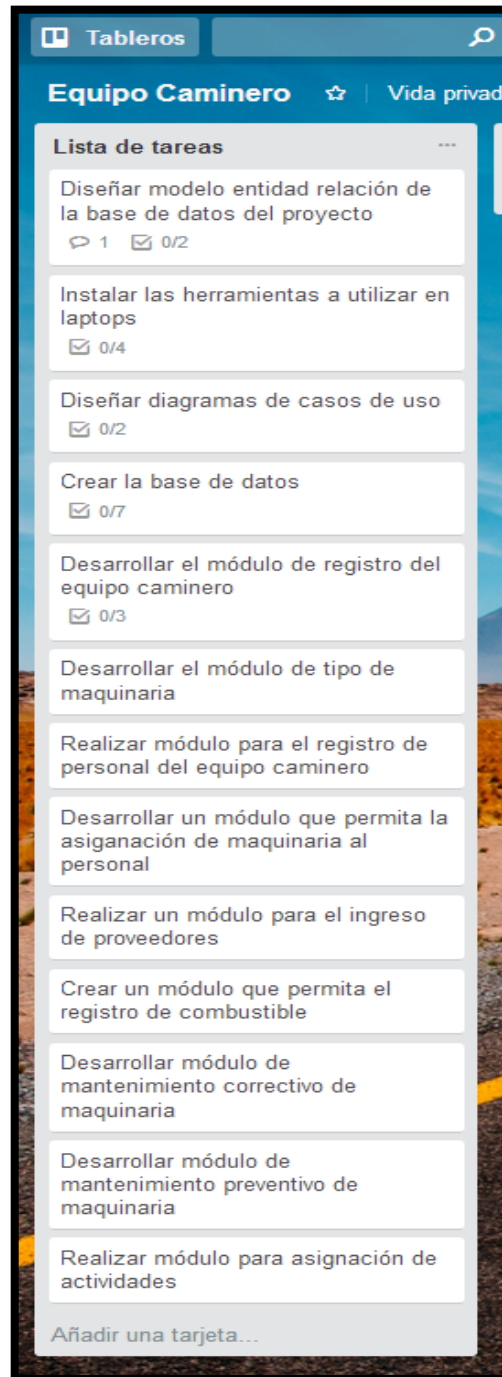 Tableros
Equipo Caminero
Vida privad
Lista de tareas
Diseñar modelo entidad relación de
la base de datos del proyecto
1 0/2
Instalar las herramientas a utilizar en
laptops
0/4
Diseñar diagramas de casos de uso
0/2
Crear la base de datos
0/7
Desarrollar el módulo de registro del
equipo caminero
0/3
Desarrollar el módulo de tipo de
maquinaria
Realizar módulo para el registro de
personal del equipo caminero
Desarrollar un módulo que permita la
asiganación de maquinaria al
personal
Realizar un módulo para el ingreso
de proveedores
Crear un módulo que permita el
registro de combustible
Desarrollar módulo de
mantenimiento correctivo de
maquinaria
Desarrollar módulo de
mantenimiento preventivo de
maquinaria
Realizar módulo para asignación de
actividades
Añadir una tarjeta...